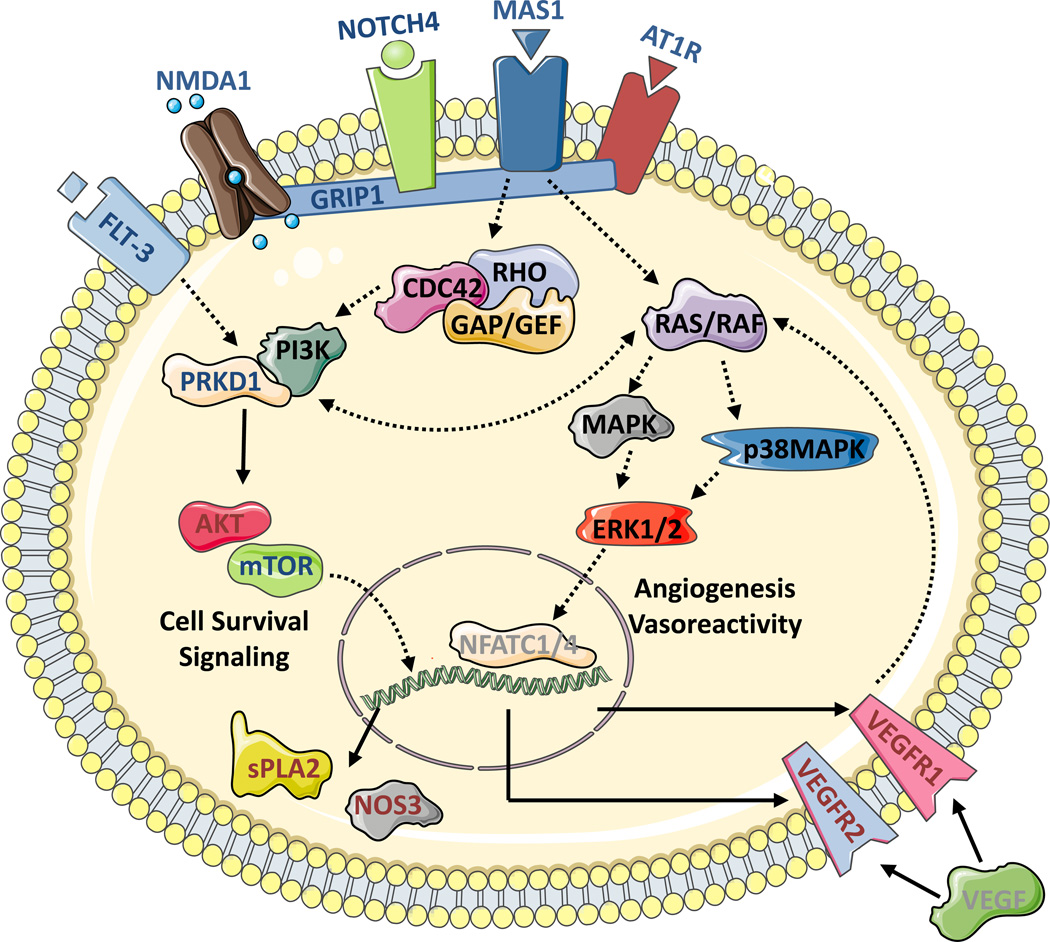 MAS1
NOTCH4
AT1R
NMDA1
GRIP1
FLT-3
RHO
CDC42
GAP/GEF
RAS/RAF
PI3K
PRKD1
MAPK
p38MAPK
AKT
ERK1/2
mTOR
Angiogenesis
Vasoreactivity
Cell Survival
Signaling
NFATC1/4
sPLA2
NOS3
VEGFR1
VEGFR2
VEGF